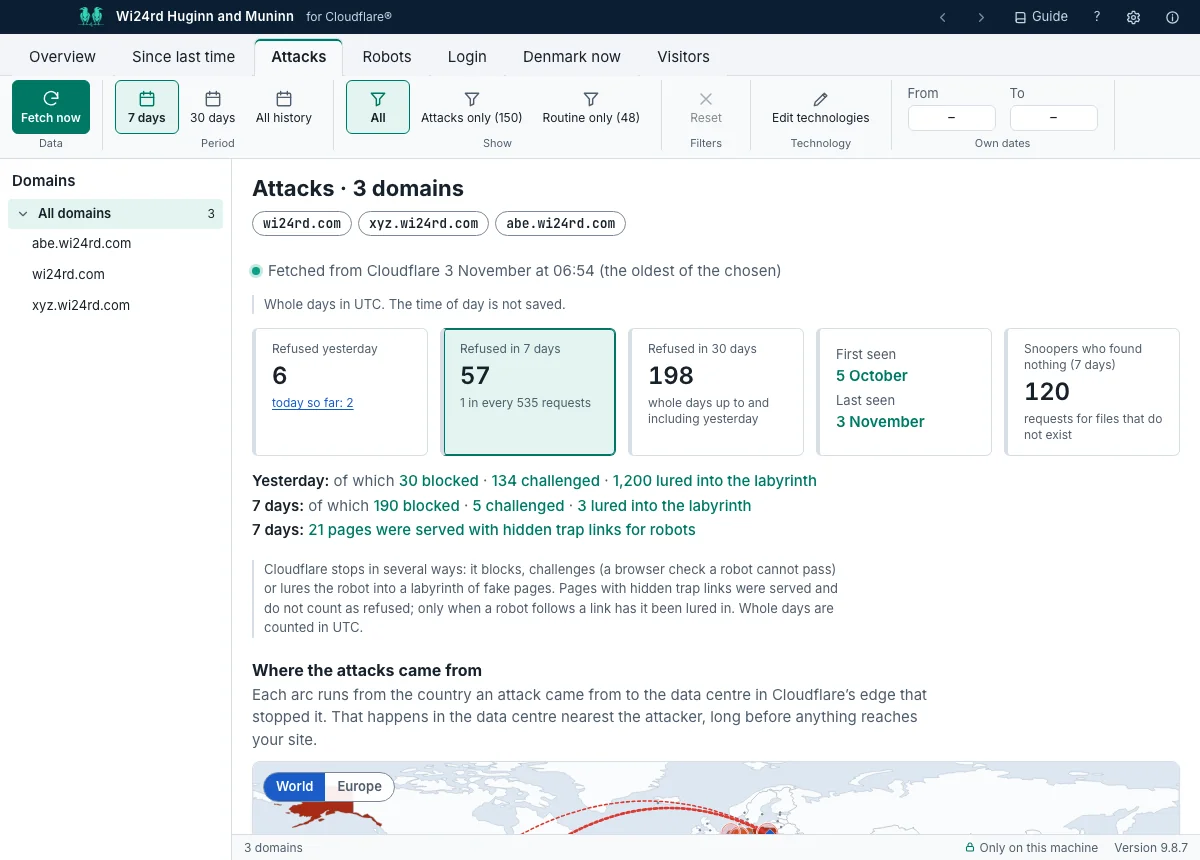 Wi24rd Huginn and Muninn for Cloudflare®
Guide ?
Overview Since last time Attacks Robots Login Denmark now Visitors
Fetch now
Data
7 days 30 days All history
Period
All Attacks only (150) Routine only (48)
Show
Reset
Filters
Edit technologies
Technology
From To
– –
Own dates
Domains
All domains 3
abe.wi24rd.com
wi24rd.com
xyz.wi24rd.com
Attacks · 3 domains
wi24rd.com xyz.wi24rd.com abe.wi24rd.com
Fetched from Cloudflare 3 November at 06:54 (the oldest of the chosen)
Whole days in UTC. The time of day is not saved.
Refused yesterday
6
today so far: 2
Refused in 7 days
57
1 in every 535 requests
Refused in 30 days
198
whole days up to and
including yesterday
First seen
5 October
Last seen
3 November
Snoopers who found
nothing (7 days)
120
requests for files that do
not exist
Yesterday: of which 30 blocked · 134 challenged · 1,200 lured into the labyrinth
7 days: of which 190 blocked · 5 challenged · 3 lured into the labyrinth
7 days: 21 pages were served with hidden trap links for robots
Cloudflare stops in several ways: it blocks, challenges (a browser check a robot cannot pass)
or lures the robot into a labyrinth of fake pages. Pages with hidden trap links were served and
do not count as refused; only when a robot follows a link has it been lured in. Whole days are
counted in UTC.
Where the attacks came from
Each arc runs from the country an attack came from to the data centre in Cloudflare’s edge that
stopped it. That happens in the data centre nearest the attacker, long before anything reaches
your site.
World Europe
3 domains
Only on this machine Version 9.8.7